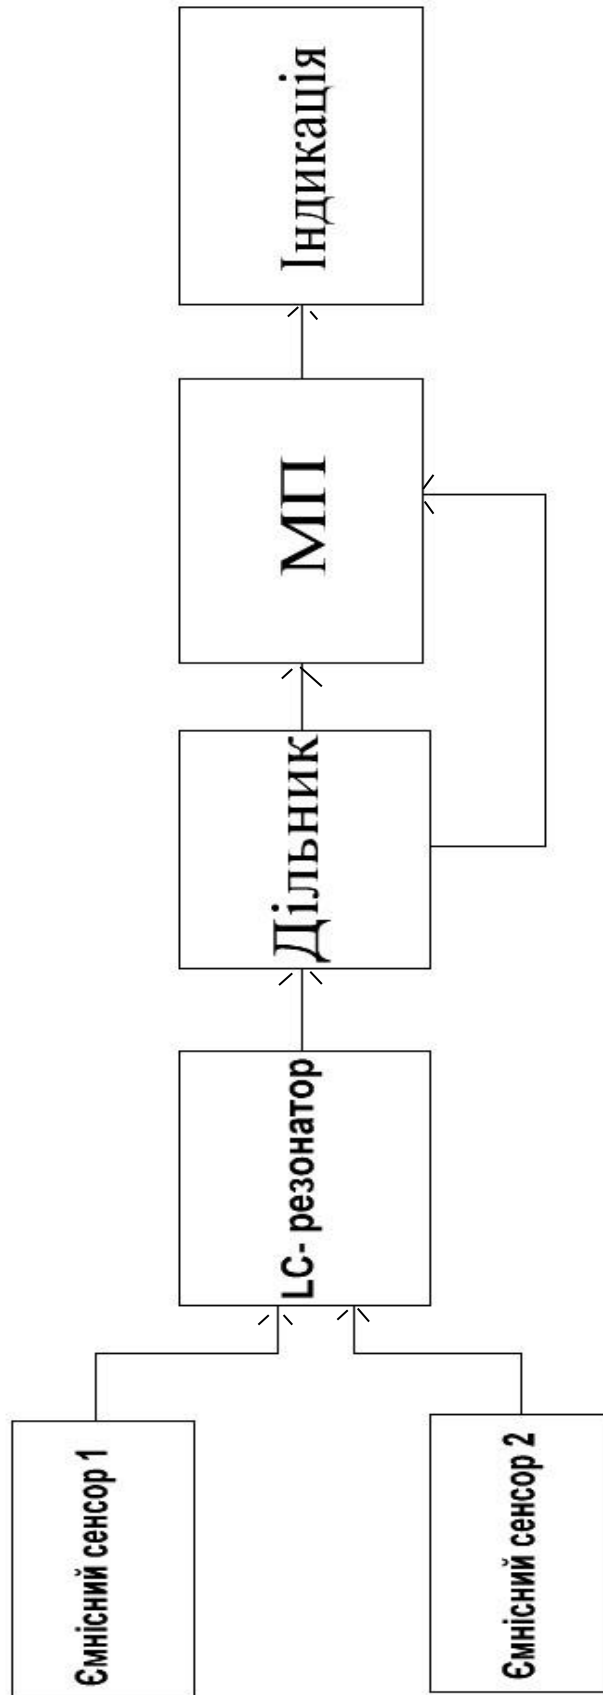 Ємнісний сенсор 1
Ємнісний сенсор 2
LC- резонатор
Дільник
МП
Індикація